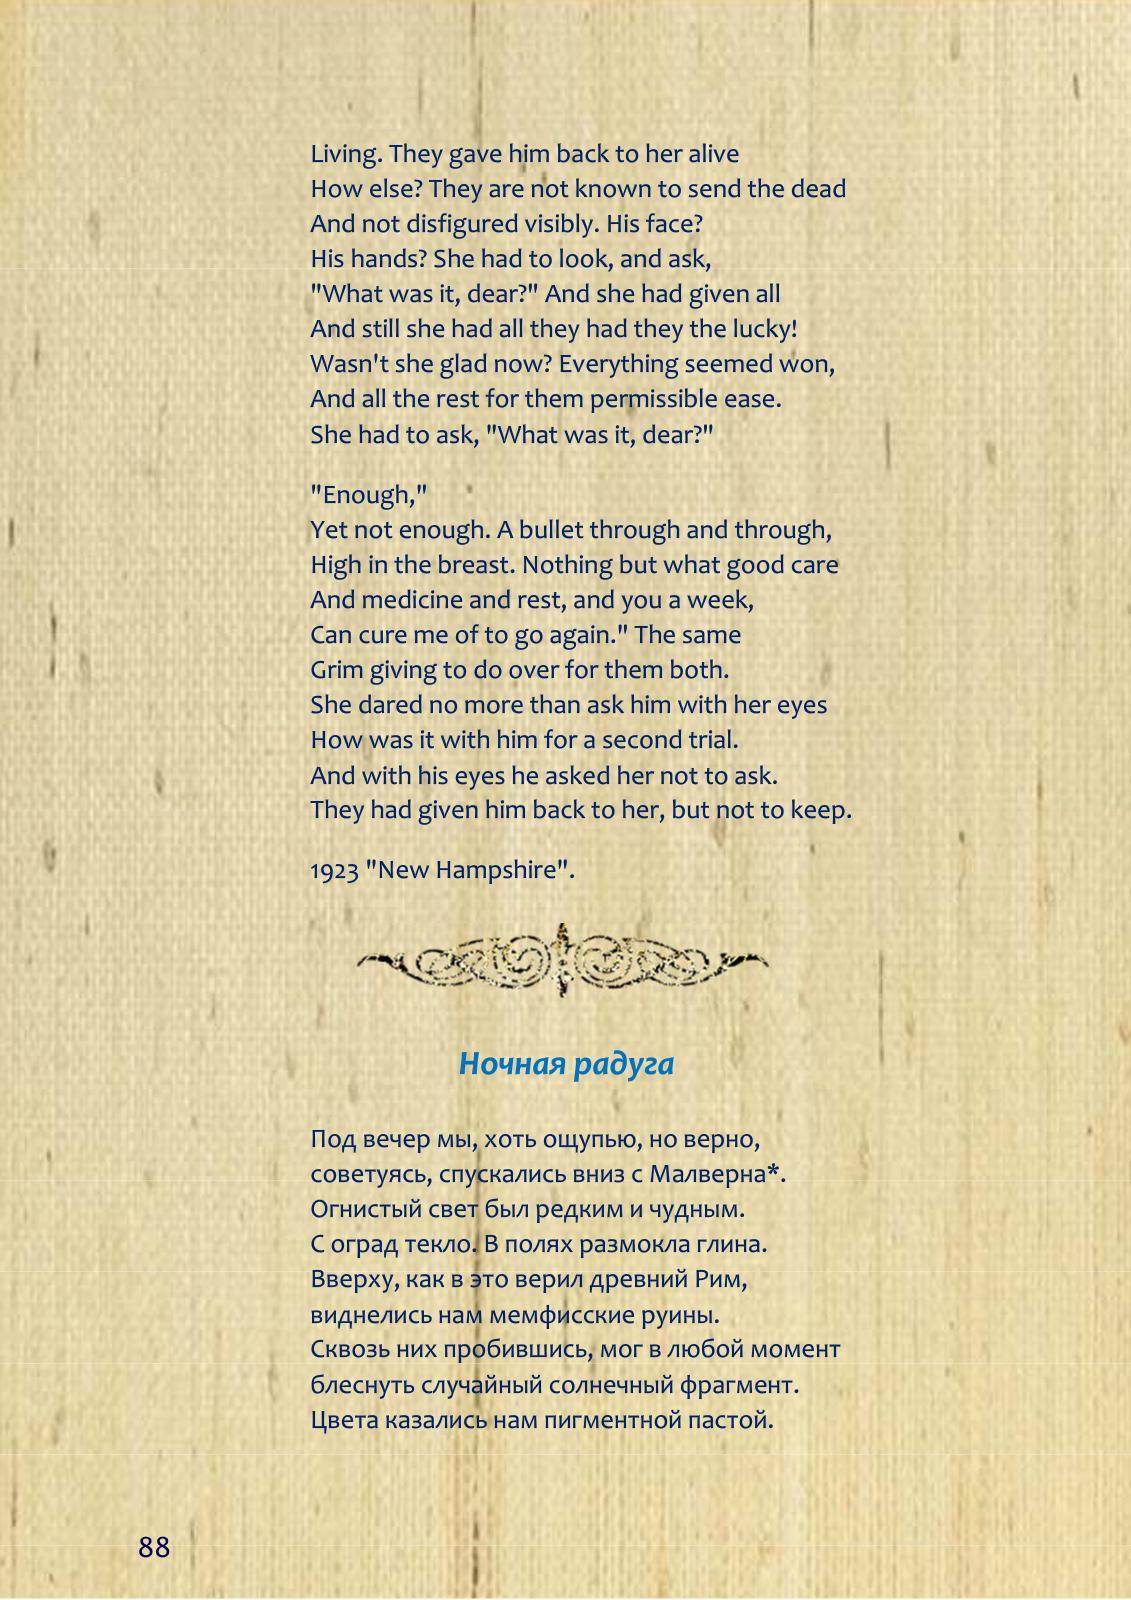 Living. They gave him back to her alive
How else? They are not known to send the dead
And not disfigured visibly. His face?
His hands? She had to look, and ask,
"What was it, dear?" And she had given all
And still she had all they had they the lucky!
Wasn't she glad now? Everything seemed won,
And all the rest for them permissible ease.
She had to ask, "What was it, dear?"
"Enough,"
Yet not enough. A bullet through and through,
High in the breast. Nothing but what good care
And medicine and rest, and you a week,
Can cure me of to go again." The same
Grim giving to do over for them both.
She dared no more than ask him with her eyes
How was it with him for a second trial.
And with his eyes he asked her not to ask.
They had given him back to her, but not to keep.
1923 "New Hampshire".
Ночная радуга
Под вечер мы, хоть ощупью, но верно,
советуясь, спускались вниз с Малверна*.
Огнистый свет был редким и чудным.
С оград текло. В полях размокла глина.
Вверху, как в это верил древний Рим,
виднелись нам мемфисские руины.
Сквозь них пробившись, мог в любой момент
блеснуть случайный солнечный фрагмент.
Цвета казались нам пигментной пастой.
88